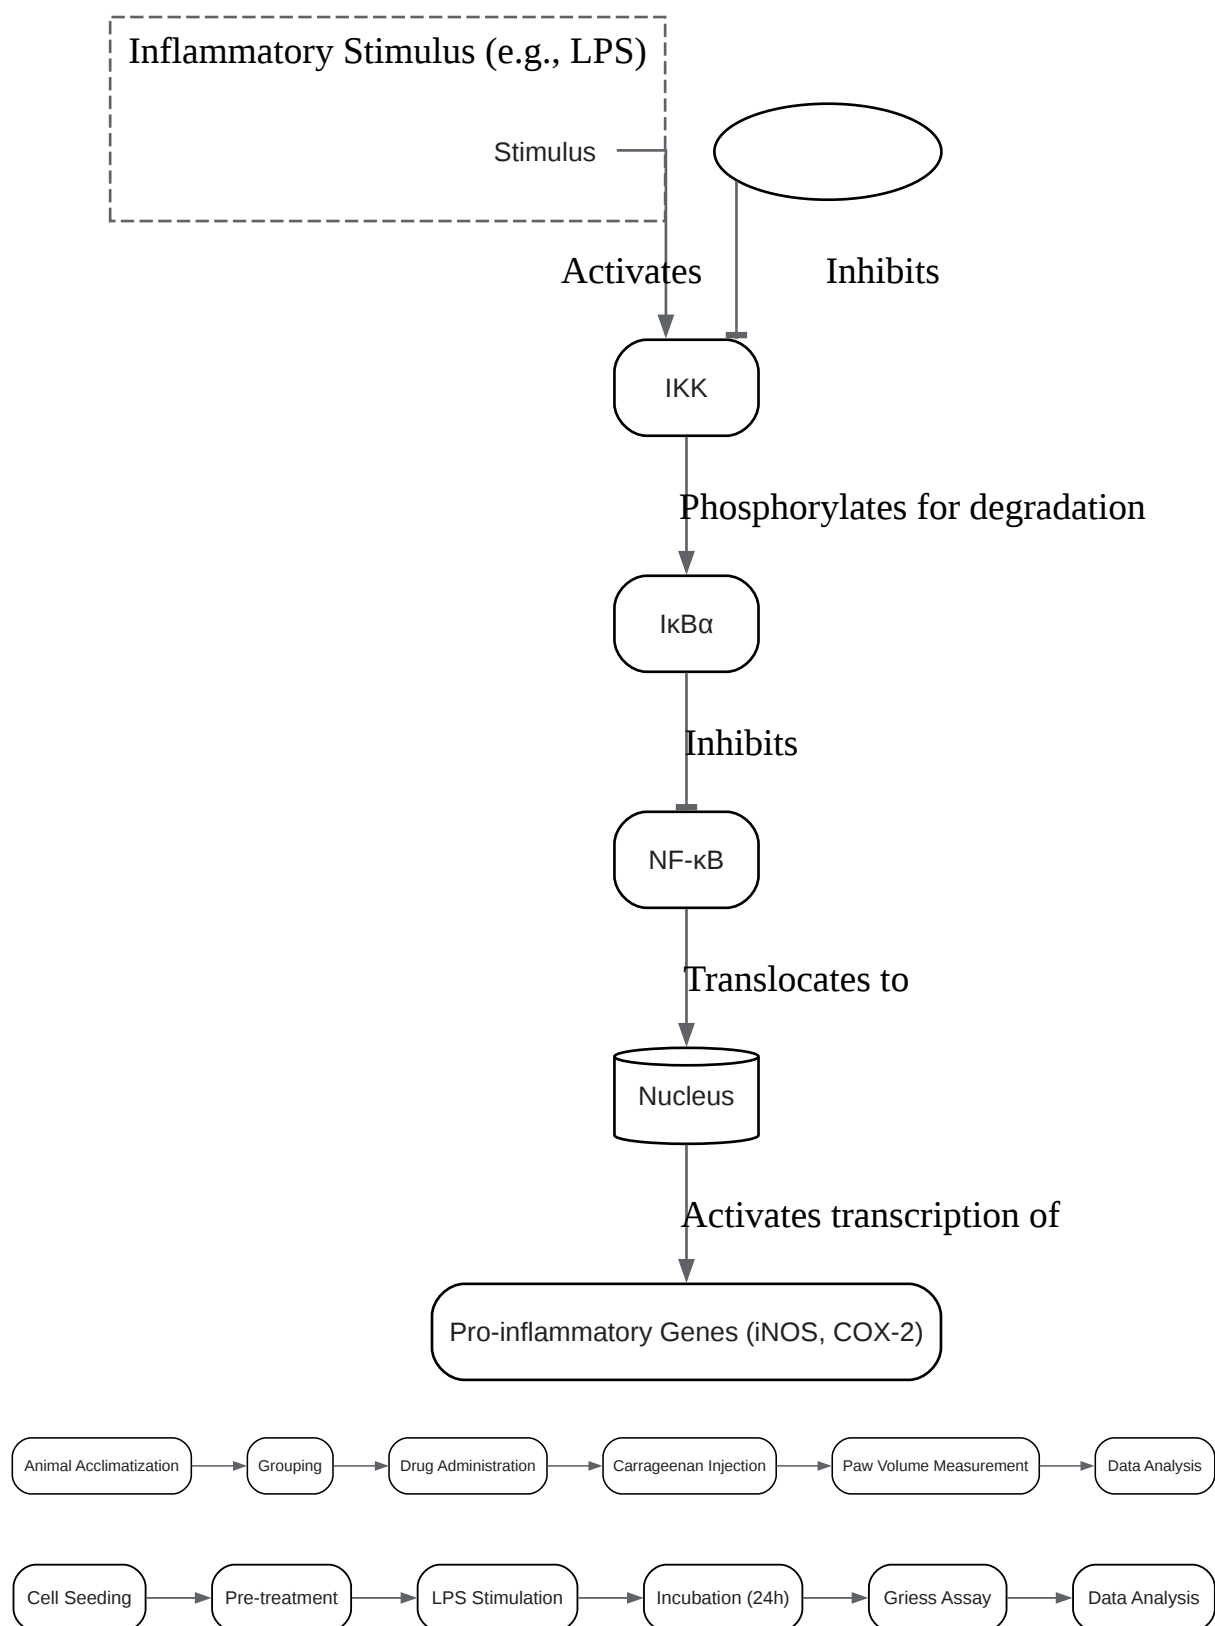 Inflammatory Stimulus (e.g., LPS)
Stimulus
Activates
Inhibits
IKK
Phosphorylates for degradation
IκBα
Inhibits
NF-κB
Translocates to
Nucleus
Activates transcription of
Pro-inflammatory Genes (iNOS, COX-2)
Animal Acclimatization
Grouping
Drug Administration
Carrageenan Injection
Paw Volume Measurement
Data Analysis
Cell Seeding
Pre-treatment
LPS Stimulation
Incubation (24h)
Griess Assay
Data Analysis